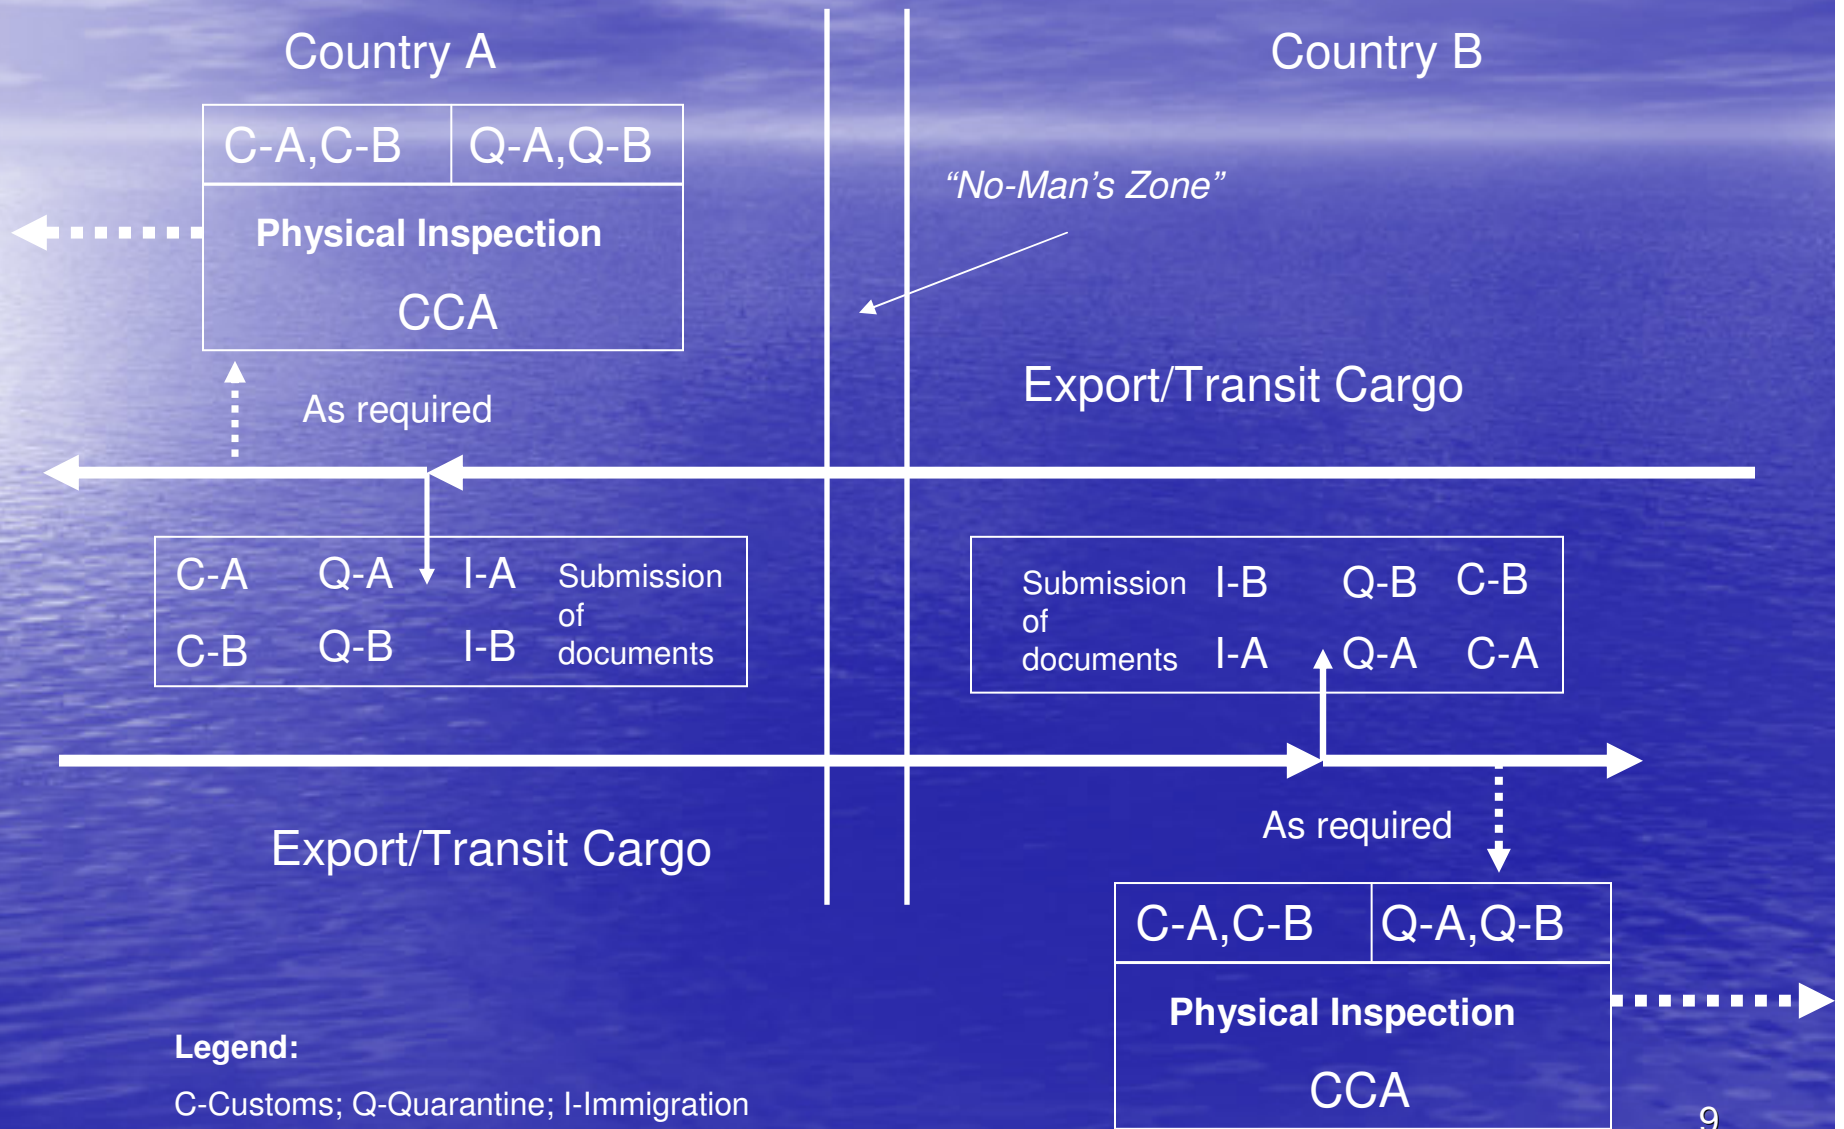 Country A
Country B
C-A,C-B
Q-A,Q-B
Physical Inspection
CCA
“No-Man’s Zone”
As required
Export/Transit Cargo
C-A
Q-A
I-A
C-B
Q-B
I-B
Submission
of
documents
Submission
of
documents
I-B
Q-B
C-B
I-A
Q-A
C-A
Export/Transit Cargo
As required
C-A,C-B
Q-A,Q-B
Physical Inspection
CCA
Legend:
C-Customs; Q-Quarantine; I-Immigration
9